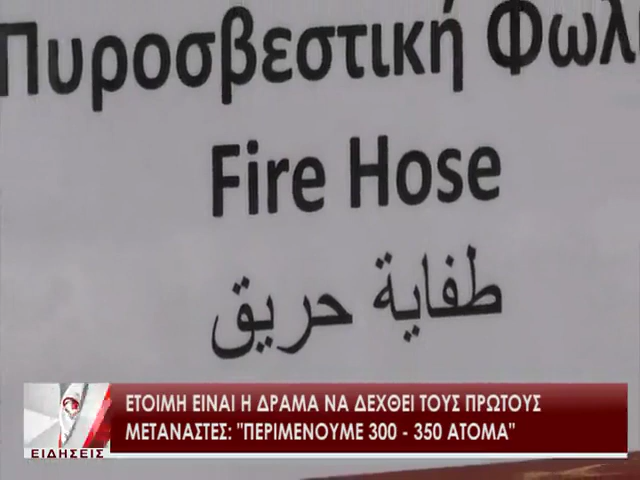 Πυροσβεστική Φωλ
Fire Hose
طفاية حريق
ΕΤΟΙΜΗ ΕΙΝΑΙ Η ΔΡΑΜΑ ΝΑ ΔΕΧΘΕΙ ΤΟΥΣ ΠΡΩΤΟΥΣ
ΜΕΤΑΝΑΣΤΕΣ: "ΠΕΡΙΜΕΝΟΥΜΕ 300 - 350 ΑΤΟΜΑ"
ΕΙΔΗΣΕΙΣ